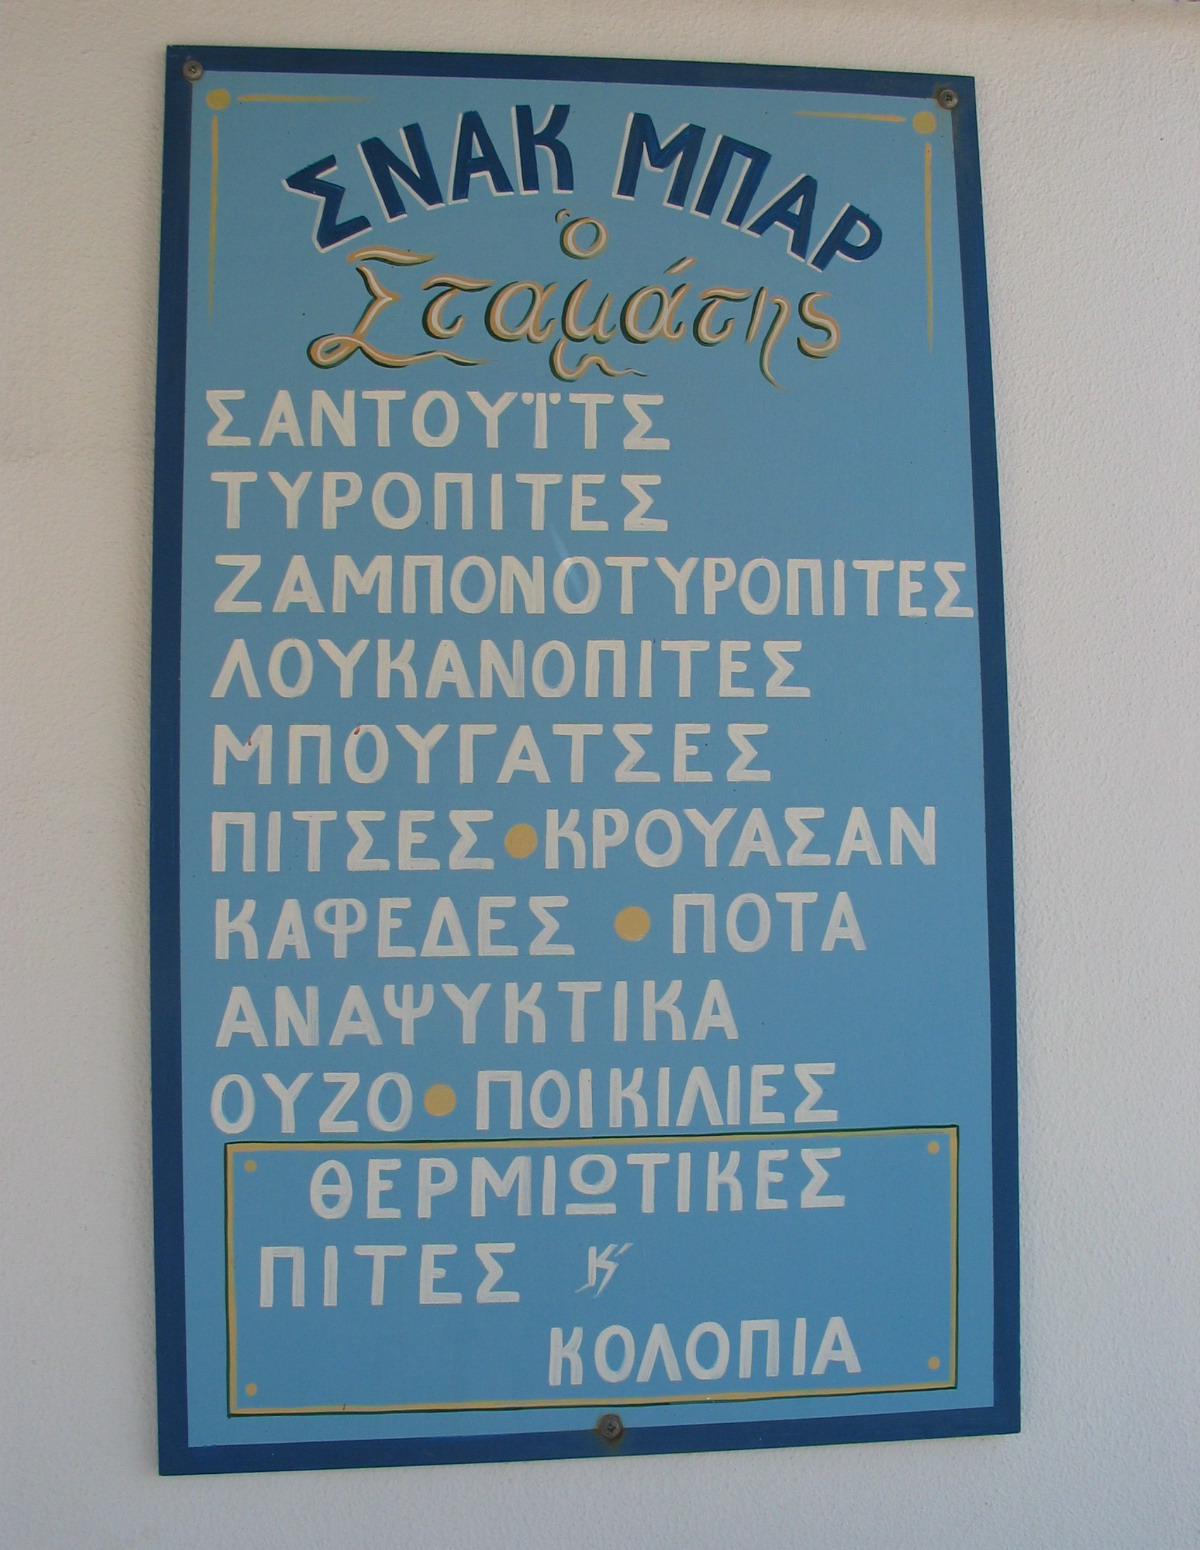 ΣΝΑΚ ΜΠΑΡ
ὁ
Σταμάτης
ΣΑΝΤΟΥΪΤΣ
ΤΥΡΟΠΙΤΕΣ
ΖΑΜΠΟΝΟΤΥΡΟΠΙΤΕΣ
ΛΟΥΚΑΝΟΠΙΤΕΣ
ΜΠΟΥΓΑΤΣΕΣ
ΠΙΤΣΕΣ • ΚΡΟΥΑΣΑΝ
ΚΑΦΕΔΕΣ • ΠΟΤΑ
ΑΝΑΨΥΚΤΙΚΑ
ΟΥΖΟ • ΠΟΙΚΙΛΙΕΣ
ΘΕΡΜΙΩΤΙΚΕΣ
ΠΙΤΕΣ Κ'
ΚΟΛΟΠΙΑ